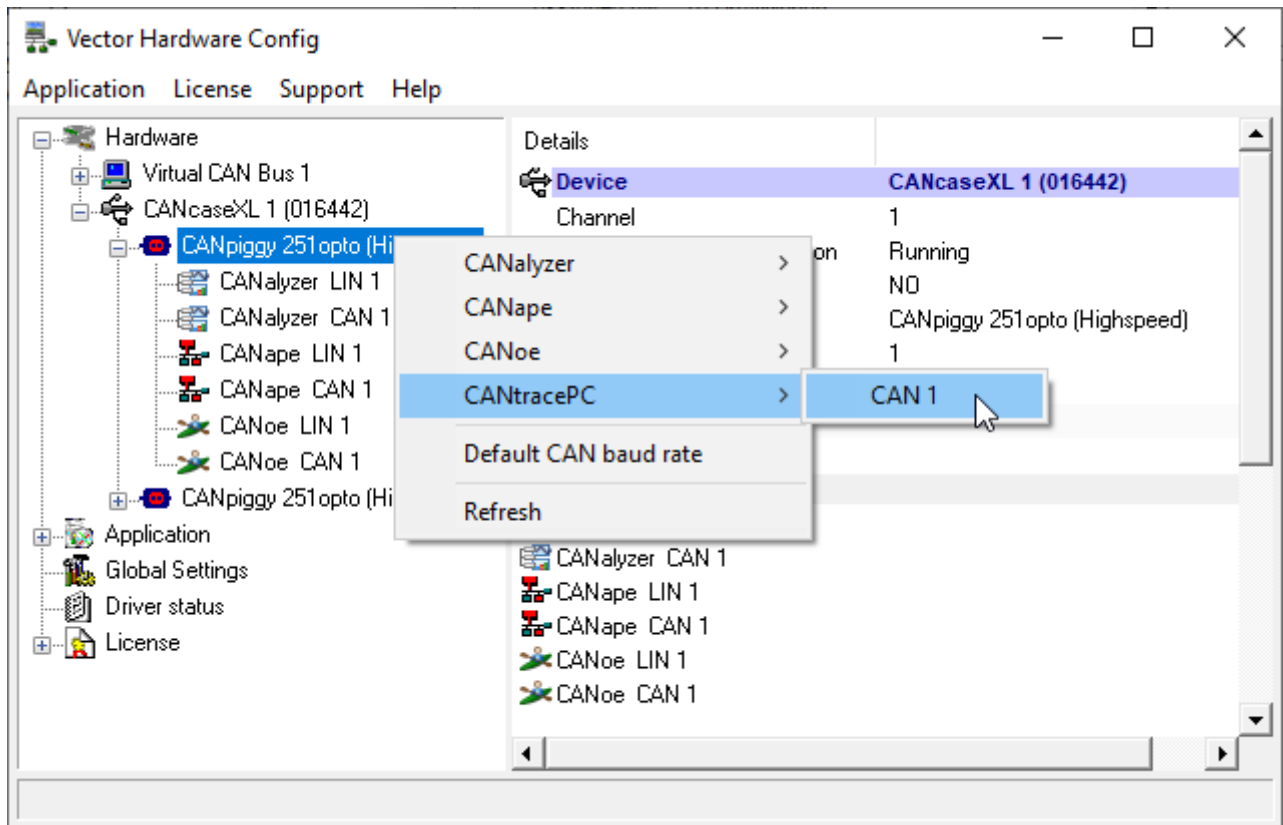 Vector Hardware Config
Application License Support Help
Hardware
Virtual CAN Bus 1
CANcaseXL 1 (016442)
CANpiggy 251opto (Hi
CANalyzer LIN 1
CANalyzer CAN 1
CANape LIN 1
CANape CAN 1
CANoe LIN 1
CANoe CAN 1
CANpiggy 251opto (Hi
Application
Global Settings
Driver status
License
CANalyzer
CANape
CANoe
CANtracePC
CAN 1
Default CAN baud rate
Refresh
Details
Device CANcaseXL 1 (016442)
Channel 1
on Running
NO
CANpiggy 251opto (Highspeed)
1
CANalyzer CAN 1
CANape LIN 1
CANape CAN 1
CANoe LIN 1
CANoe CAN 1